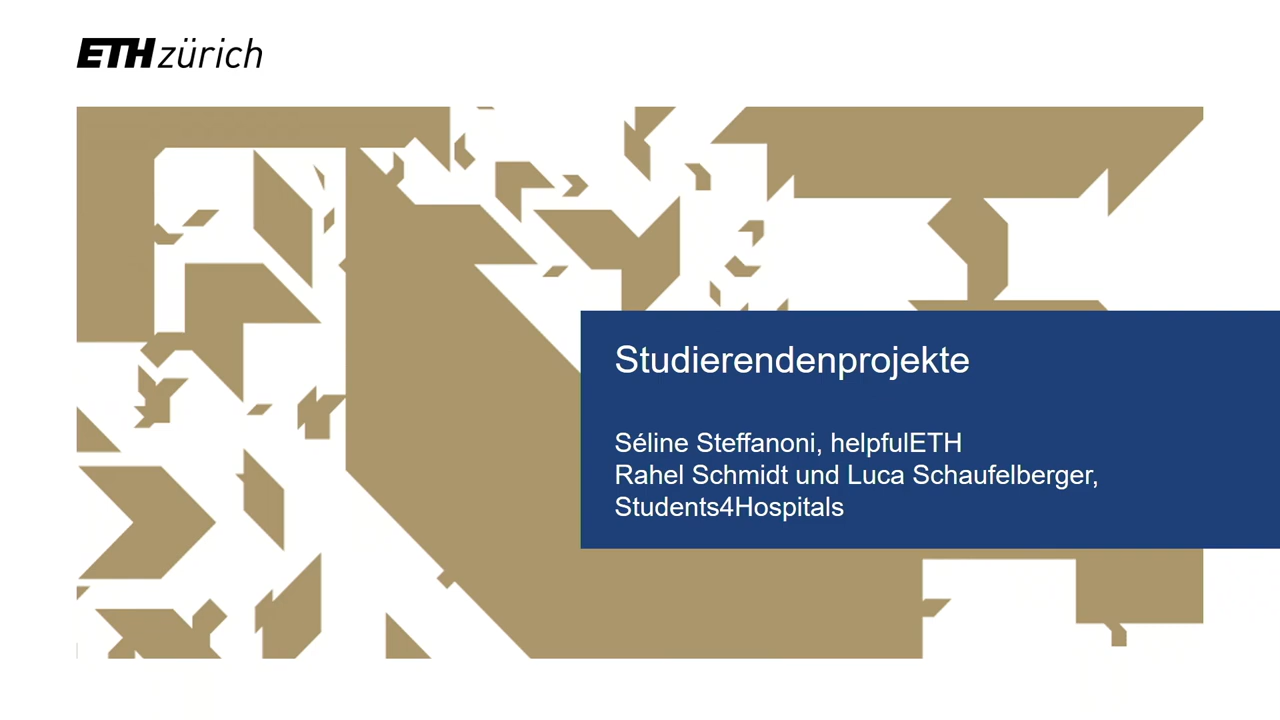 ETH zürich
Studierendenprojekte
Séline Steffanoni, helpfulETH
Rahel Schmidt und Luca Schaufelberger,
Students4Hospitals